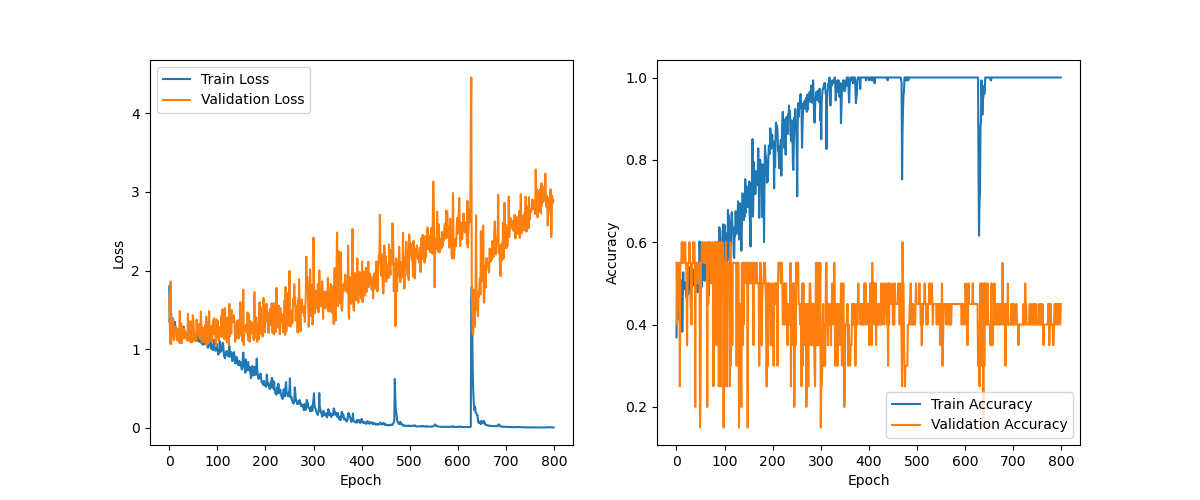 Train Loss
Validation Loss
4
3
2
1
0
Loss
0 100 200 300 400 500 600 700 800
Epoch
1.0
0.8
0.6
0.4
0.2
Accuracy
Train Accuracy
Validation Accuracy
0 100 200 300 400 500 600 700 800
Epoch